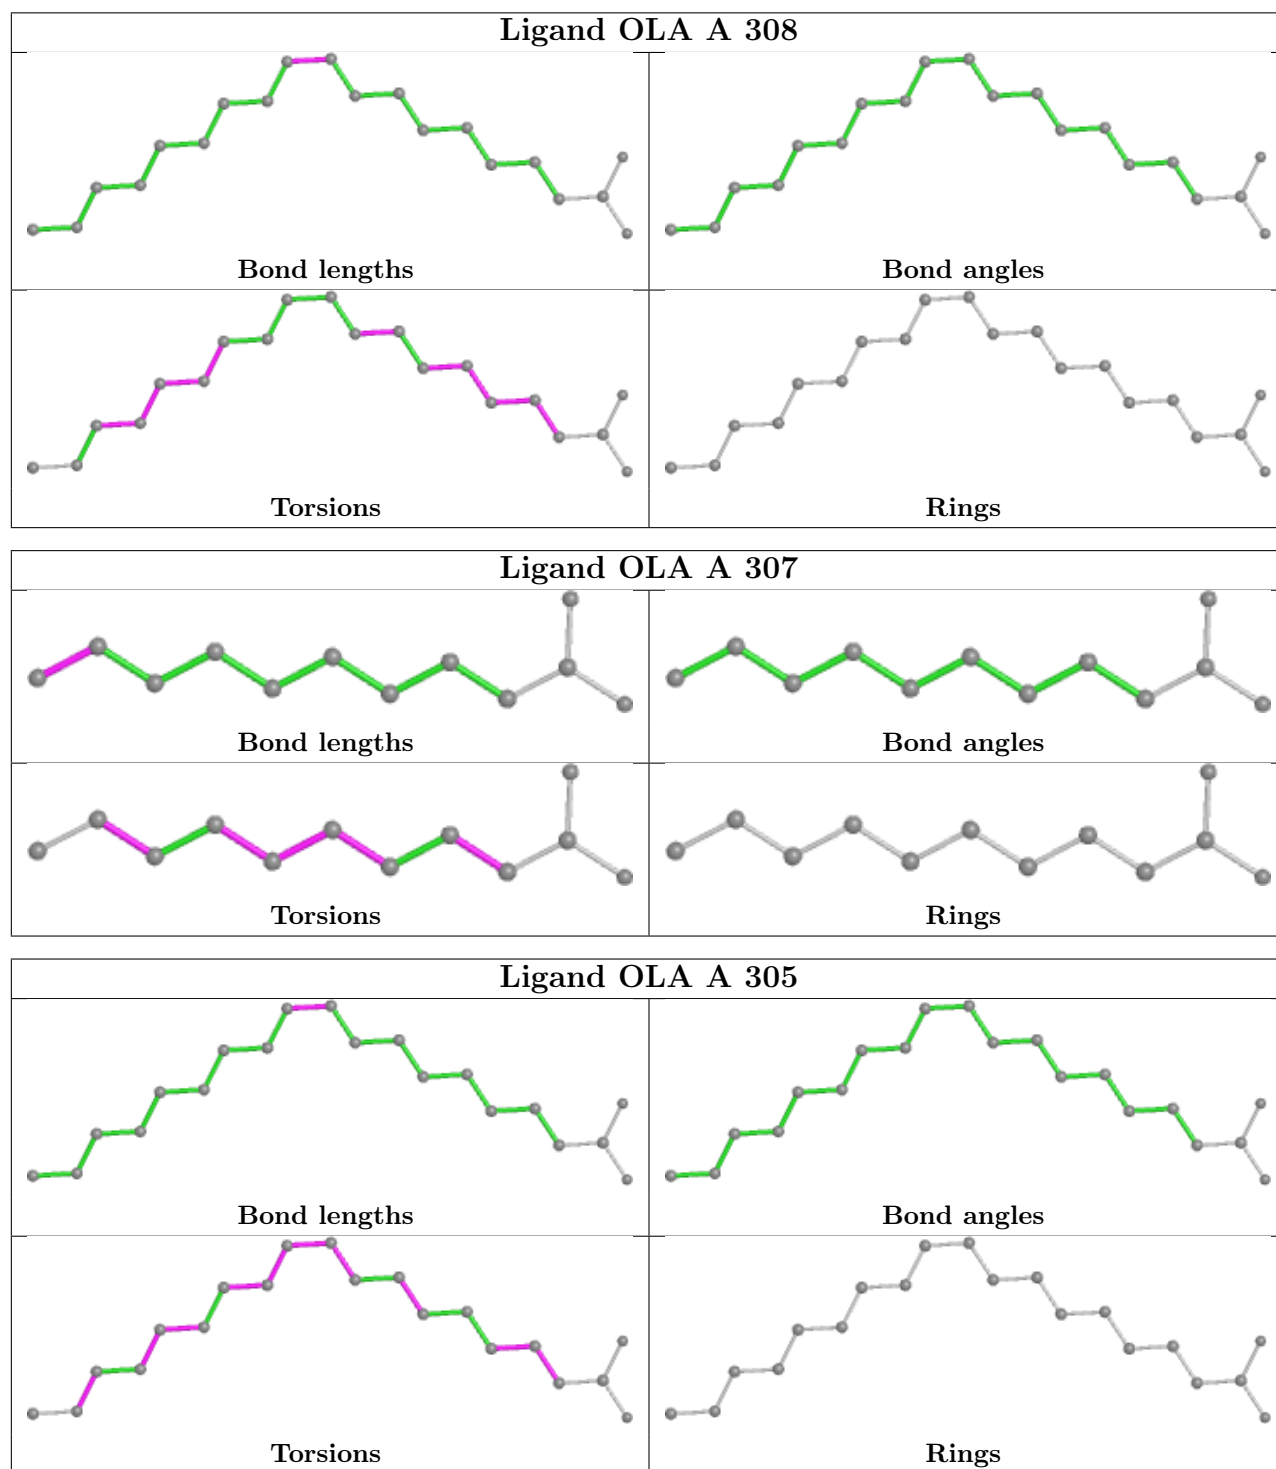 Ligand OLA A 308
Bond lengths
Bond angles
Torsions
Rings
Ligand OLA A 307
Bond lengths
Bond angles
Torsions
Rings
Ligand OLA A 305
Bond lengths
Bond angles
Torsions
Rings